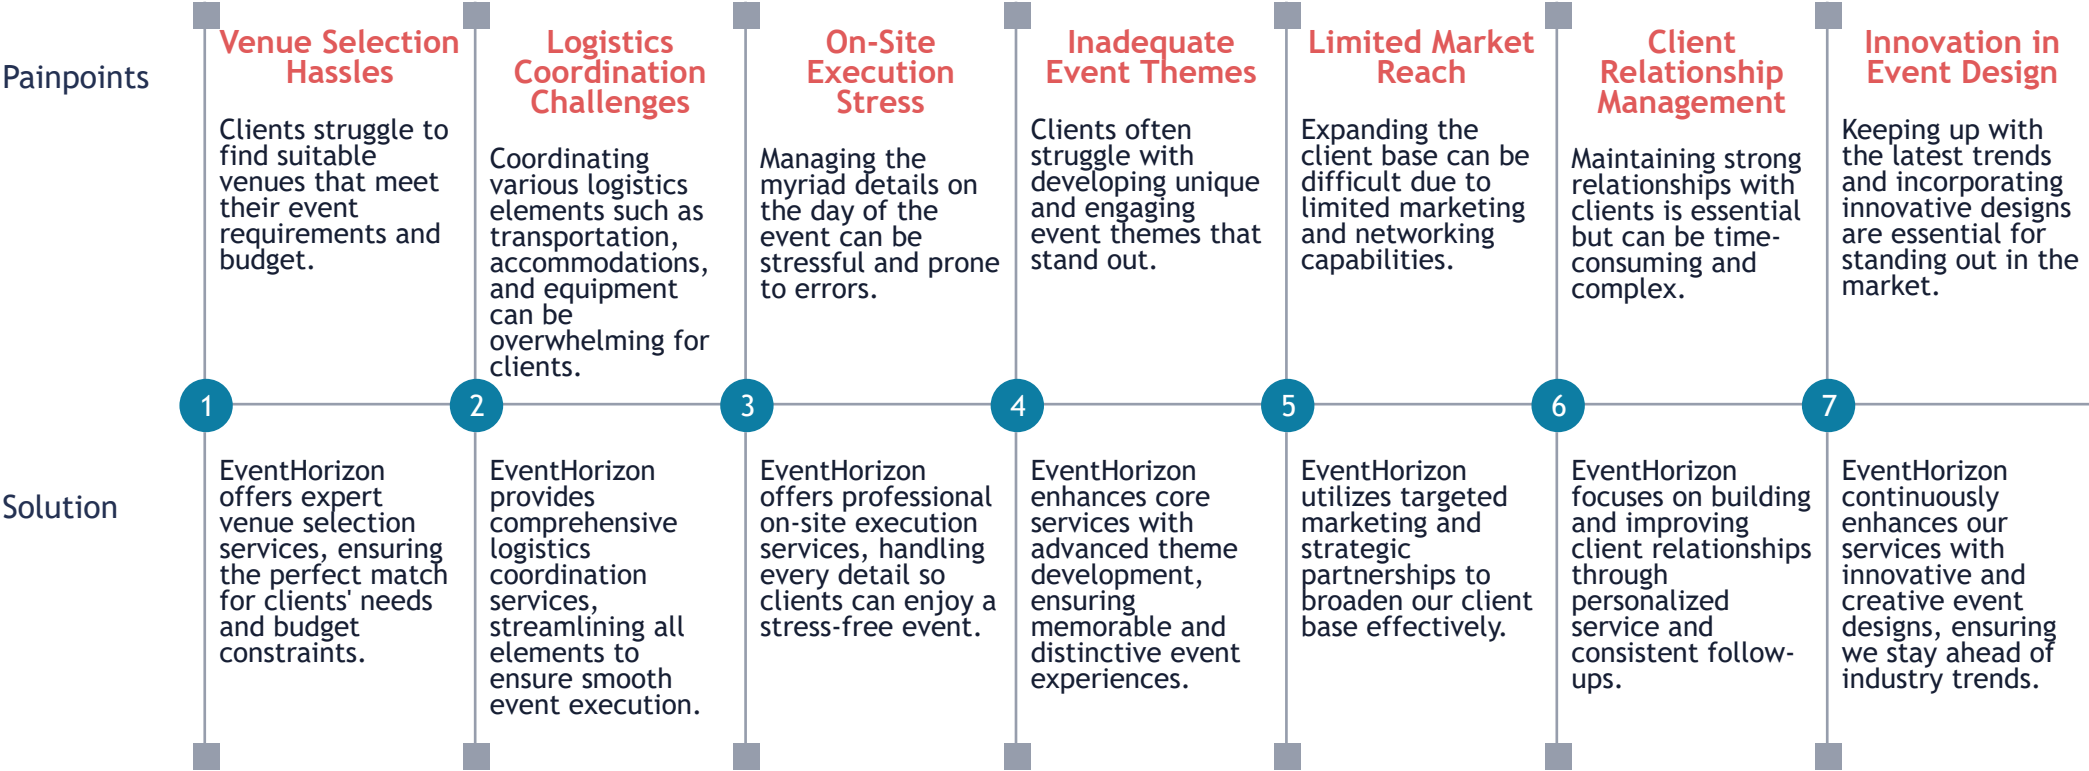 Painpoints
Venue Selection
Hassles
Clients struggle to
find suitable
venues that meet
their event
requirements and
budget.
Logistics
Coordination
Challenges
Coordinating
various logistics
elements such as
transportation,
accommodations,
and equipment
can be
overwhelming for
clients.
On-Site
Execution
Stress
Managing the
myriad details on
the day of the
event can be
stressful and prone
to errors.
Inadequate
Event Themes
Clients often
struggle with
developing unique
and engaging
event themes that
stand out.
Limited Market
Reach
Expanding the
client base can be
difficult due to
limited marketing
and networking
capabilities.
Client
Relationship
Management
Maintaining strong
relationships with
clients is essential
but can be time-
consuming and
complex.
Innovation in
Event Design
Keeping up with
the latest trends
and incorporating
innovative designs
are essential for
standing out in the
market.
1
2
3
4
5
6
7
Solution
EventHorizon
offers expert
venue selection
services, ensuring
the perfect match
for clients' needs
and budget
constraints.
EventHorizon
provides
comprehensive
logistics
coordination
services,
streamlining all
elements to
ensure smooth
event execution.
EventHorizon
offers professional
on-site execution
services, handling
every detail so
clients can enjoy a
stress-free event.
EventHorizon
enhances core
services with
advanced theme
development,
ensuring
memorable and
distinctive event
experiences.
EventHorizon
utilizes targeted
marketing and
strategic
partnerships to
broaden our client
base effectively.
EventHorizon
focuses on building
and improving
client relationships
through
personalized
service and
consistent follow-
ups.
EventHorizon
continuously
enhances our
services with
innovative and
creative event
designs, ensuring
we stay ahead of
industry trends.